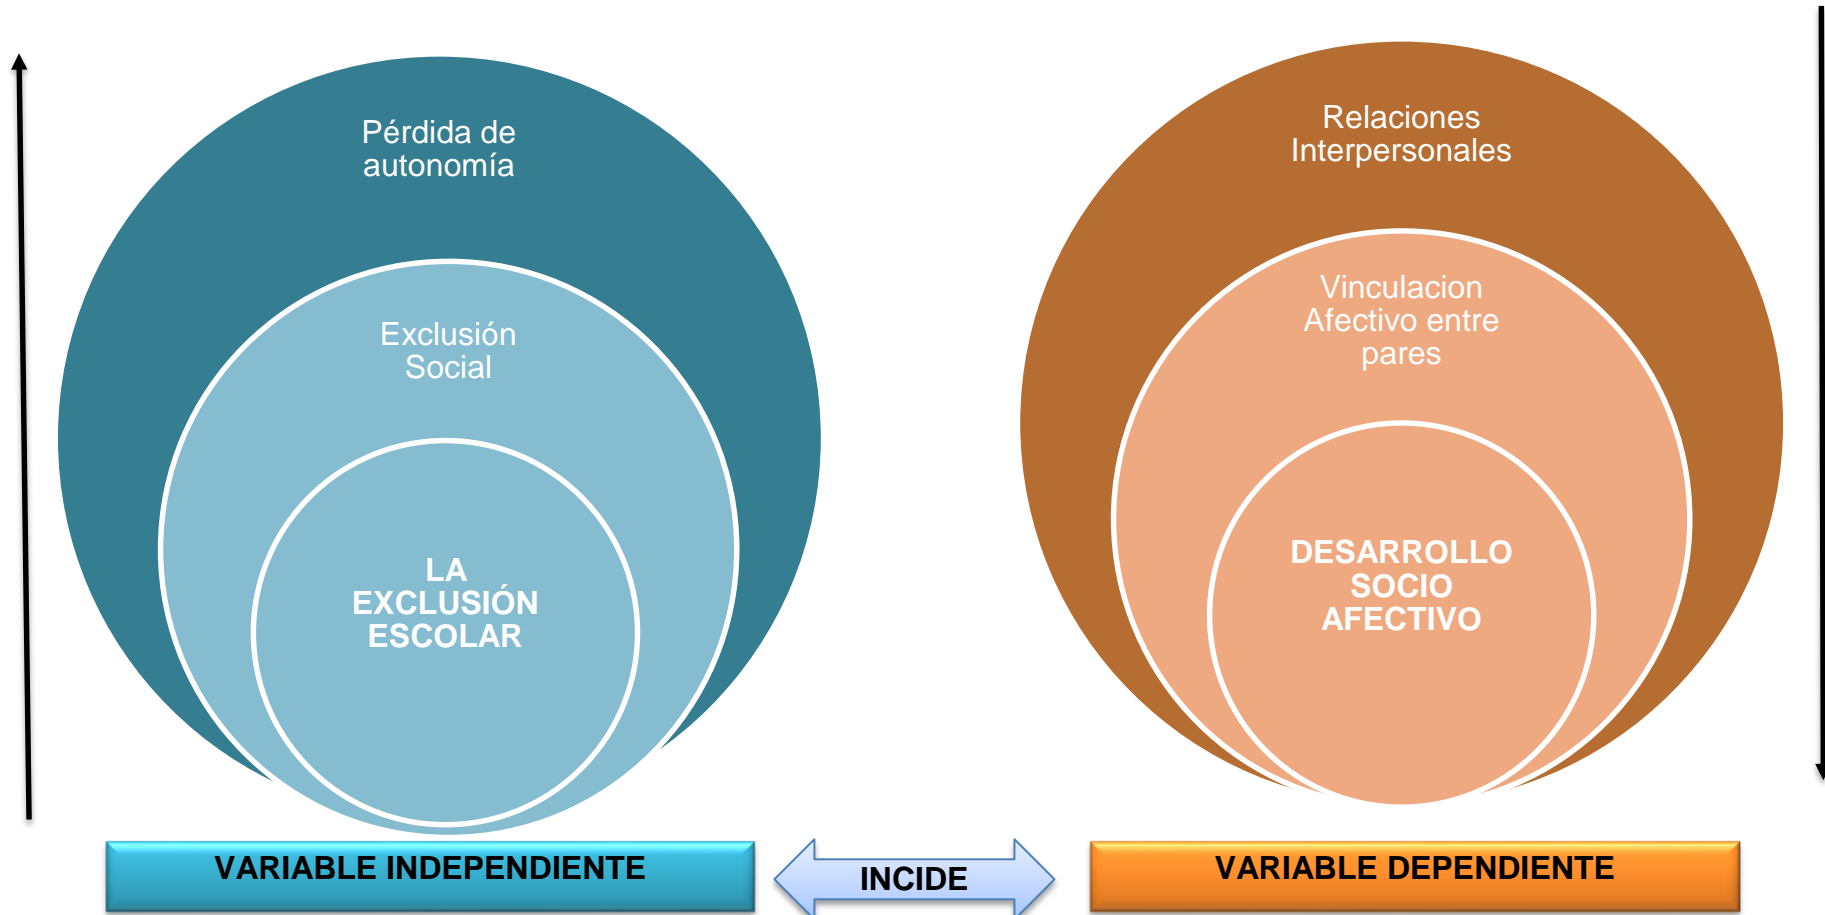 Pérdida de
autonomía
Exclusión
Social
LA
EXCLUSIÓN
ESCOLAR
Relaciones
Interpersonales
Vinculacion
Afectivo entre
pares
DESARROLLO
SOCIO
AFECTIVO
VARIABLE INDEPENDIENTE
INCIDE
VARIABLE DEPENDIENTE